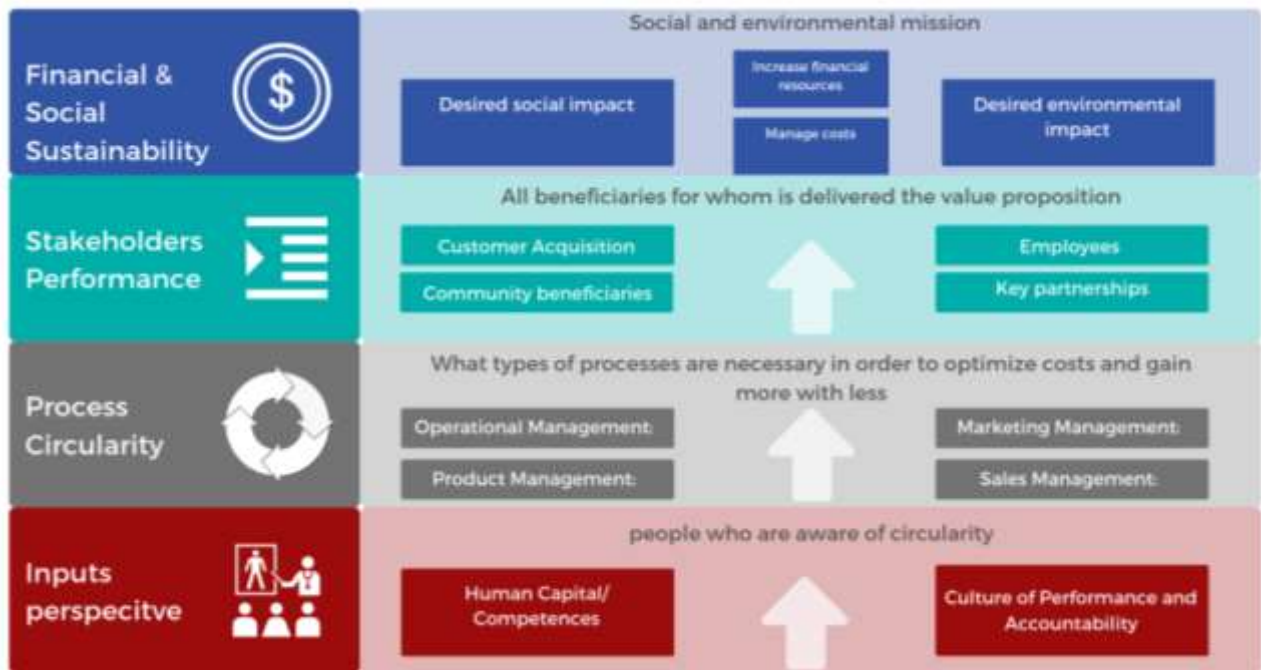 Social and environmental mission
Financial &
Social
Sustainability
$
Desired social impact
Increase financial
resources
Manage costs
Desired environmental
impact
All beneficiaries for whom is delivered the value proposition
Stakeholders
Performance
Customer Acquisition
Community beneficiaries
Employees
Key partnerships
What types of processes are necessary in order to optimize costs and gain
more with less
Process
Circularity
Operational Management:
Product Management:
Marketing Management:
Sales Management:
people who are aware of circularity
Inputs
perspecitve
Human Capital/
Competences
Culture of Performance and
Accountability